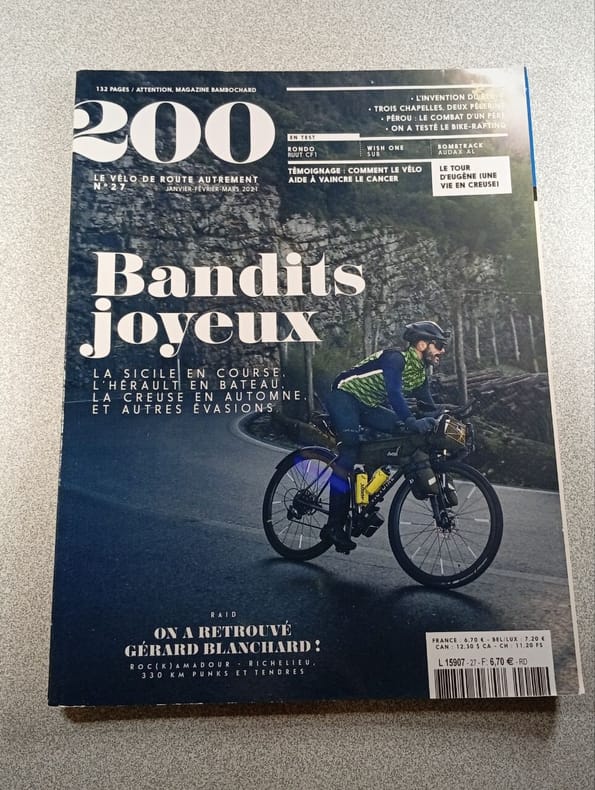 132 PAGES / ATTENTION, MAGAZINE BAMBOCHARD
200
LE VÉLO DE ROUTE AUTREMENT
N°27 JANVIER-FÉVRIER-MARS 2021
• L'INVENTION DU
• TROIS CHAPELLES, DEUX
• PÉROU : LE COMBAT D'UN PÈRE
• ON A TESTÉ LE BIKE-RAFTING
EN TEST
RONDO
RUUT CF1
WISH ONE
SUB
BOMBTRACK
AUDAX AL
TÉMOIGNAGE : COMMENT LE VÉLO
AIDE À VAINCRE LE CANCER
LE TOUR
D'EUGÈNE (UNE
VIE EN CREUSE)
Bandits
joyeux
LA SICILE EN COURSE,
L'HÉRAULT EN BATEAU,
LA CREUSE EN AUTOMNE,
ET AUTRES ÉVASIONS
RAID
ON A RETROUVÉ
GÉRARD BLANCHARD !
ROC(K)AMADOUR - RICHELIEU,
330 KM PUNKS ET TENDRES
FRANCE : 6.70 € - BEL/LUX : 7.20 €
CAN : 12.50 $ CA - CH : 11.20 FS
L 15907 - 27 - F: 6,70 € - RD